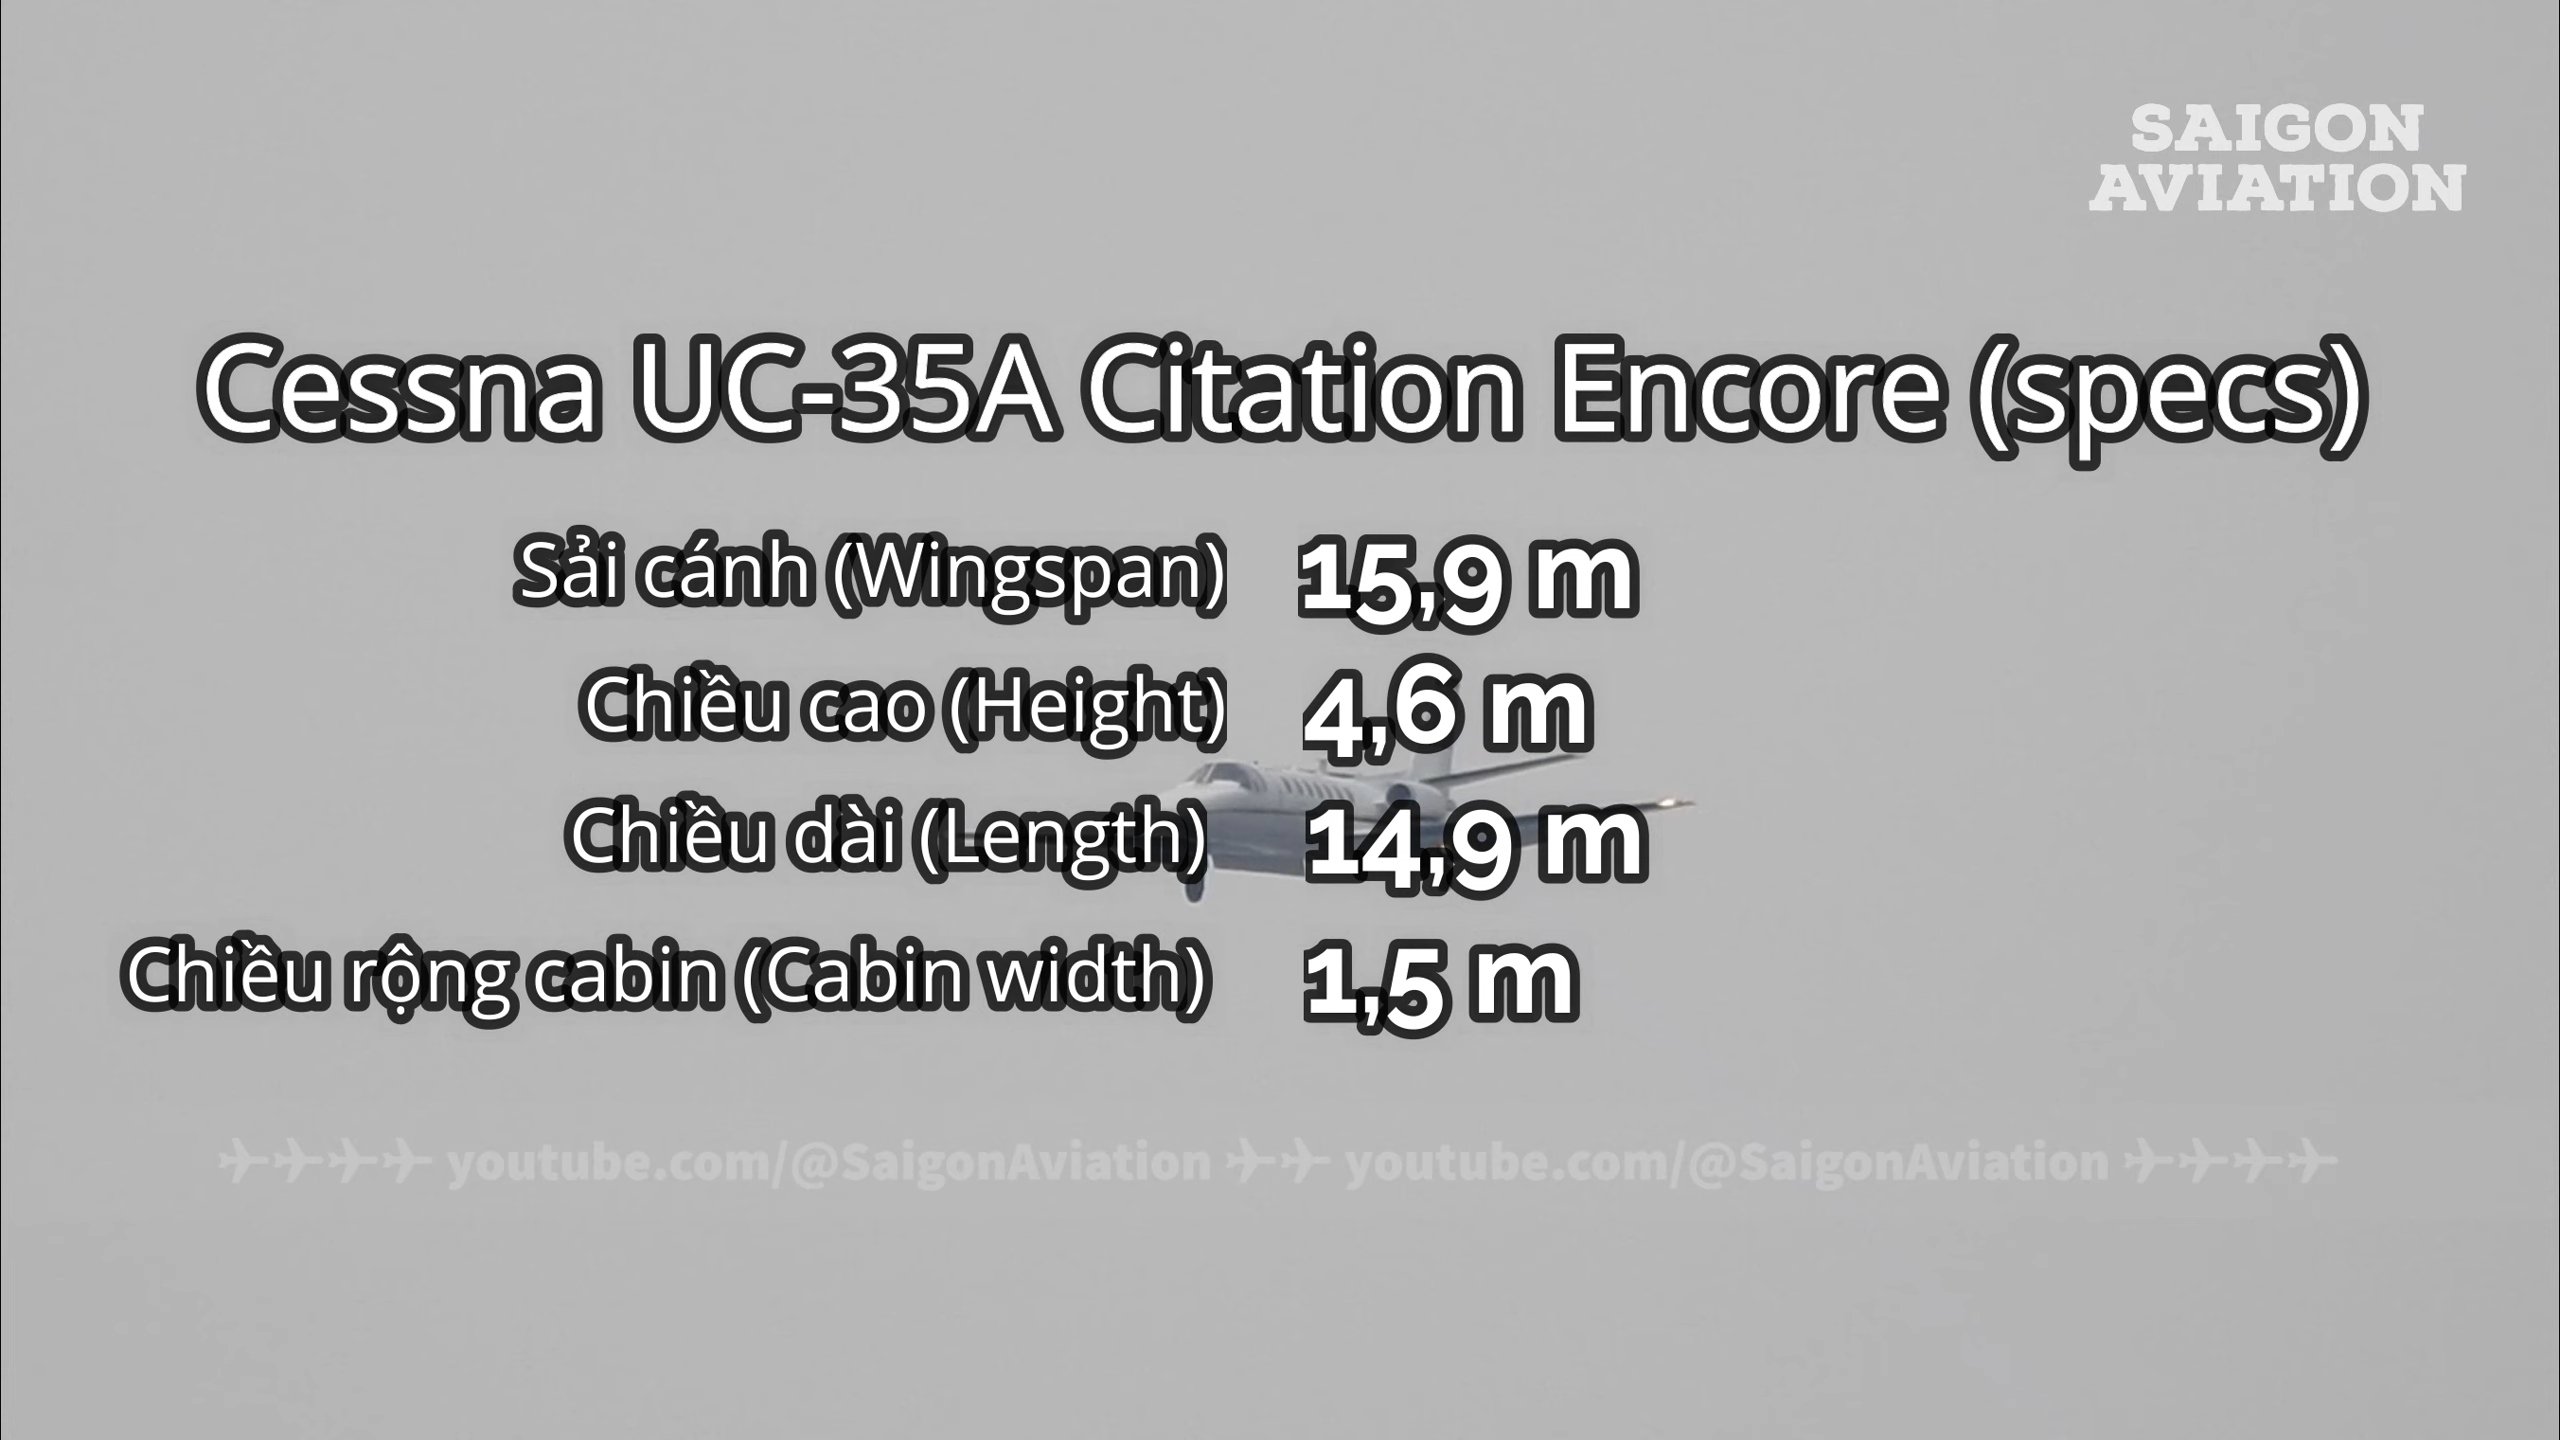 SAIGON
AVIATION
Cessna UC-35A Citation Encore (specs)
Sải cánh (Wingspan) 15,9 m
Chiều cao (Height) 4,6 m
Chiều dài (Length) 14,9 m
Chiều rộng cabin (Cabin width) 1,5 m
youtube.com/@SaigonAviation youtube.com/@SaigonAviation